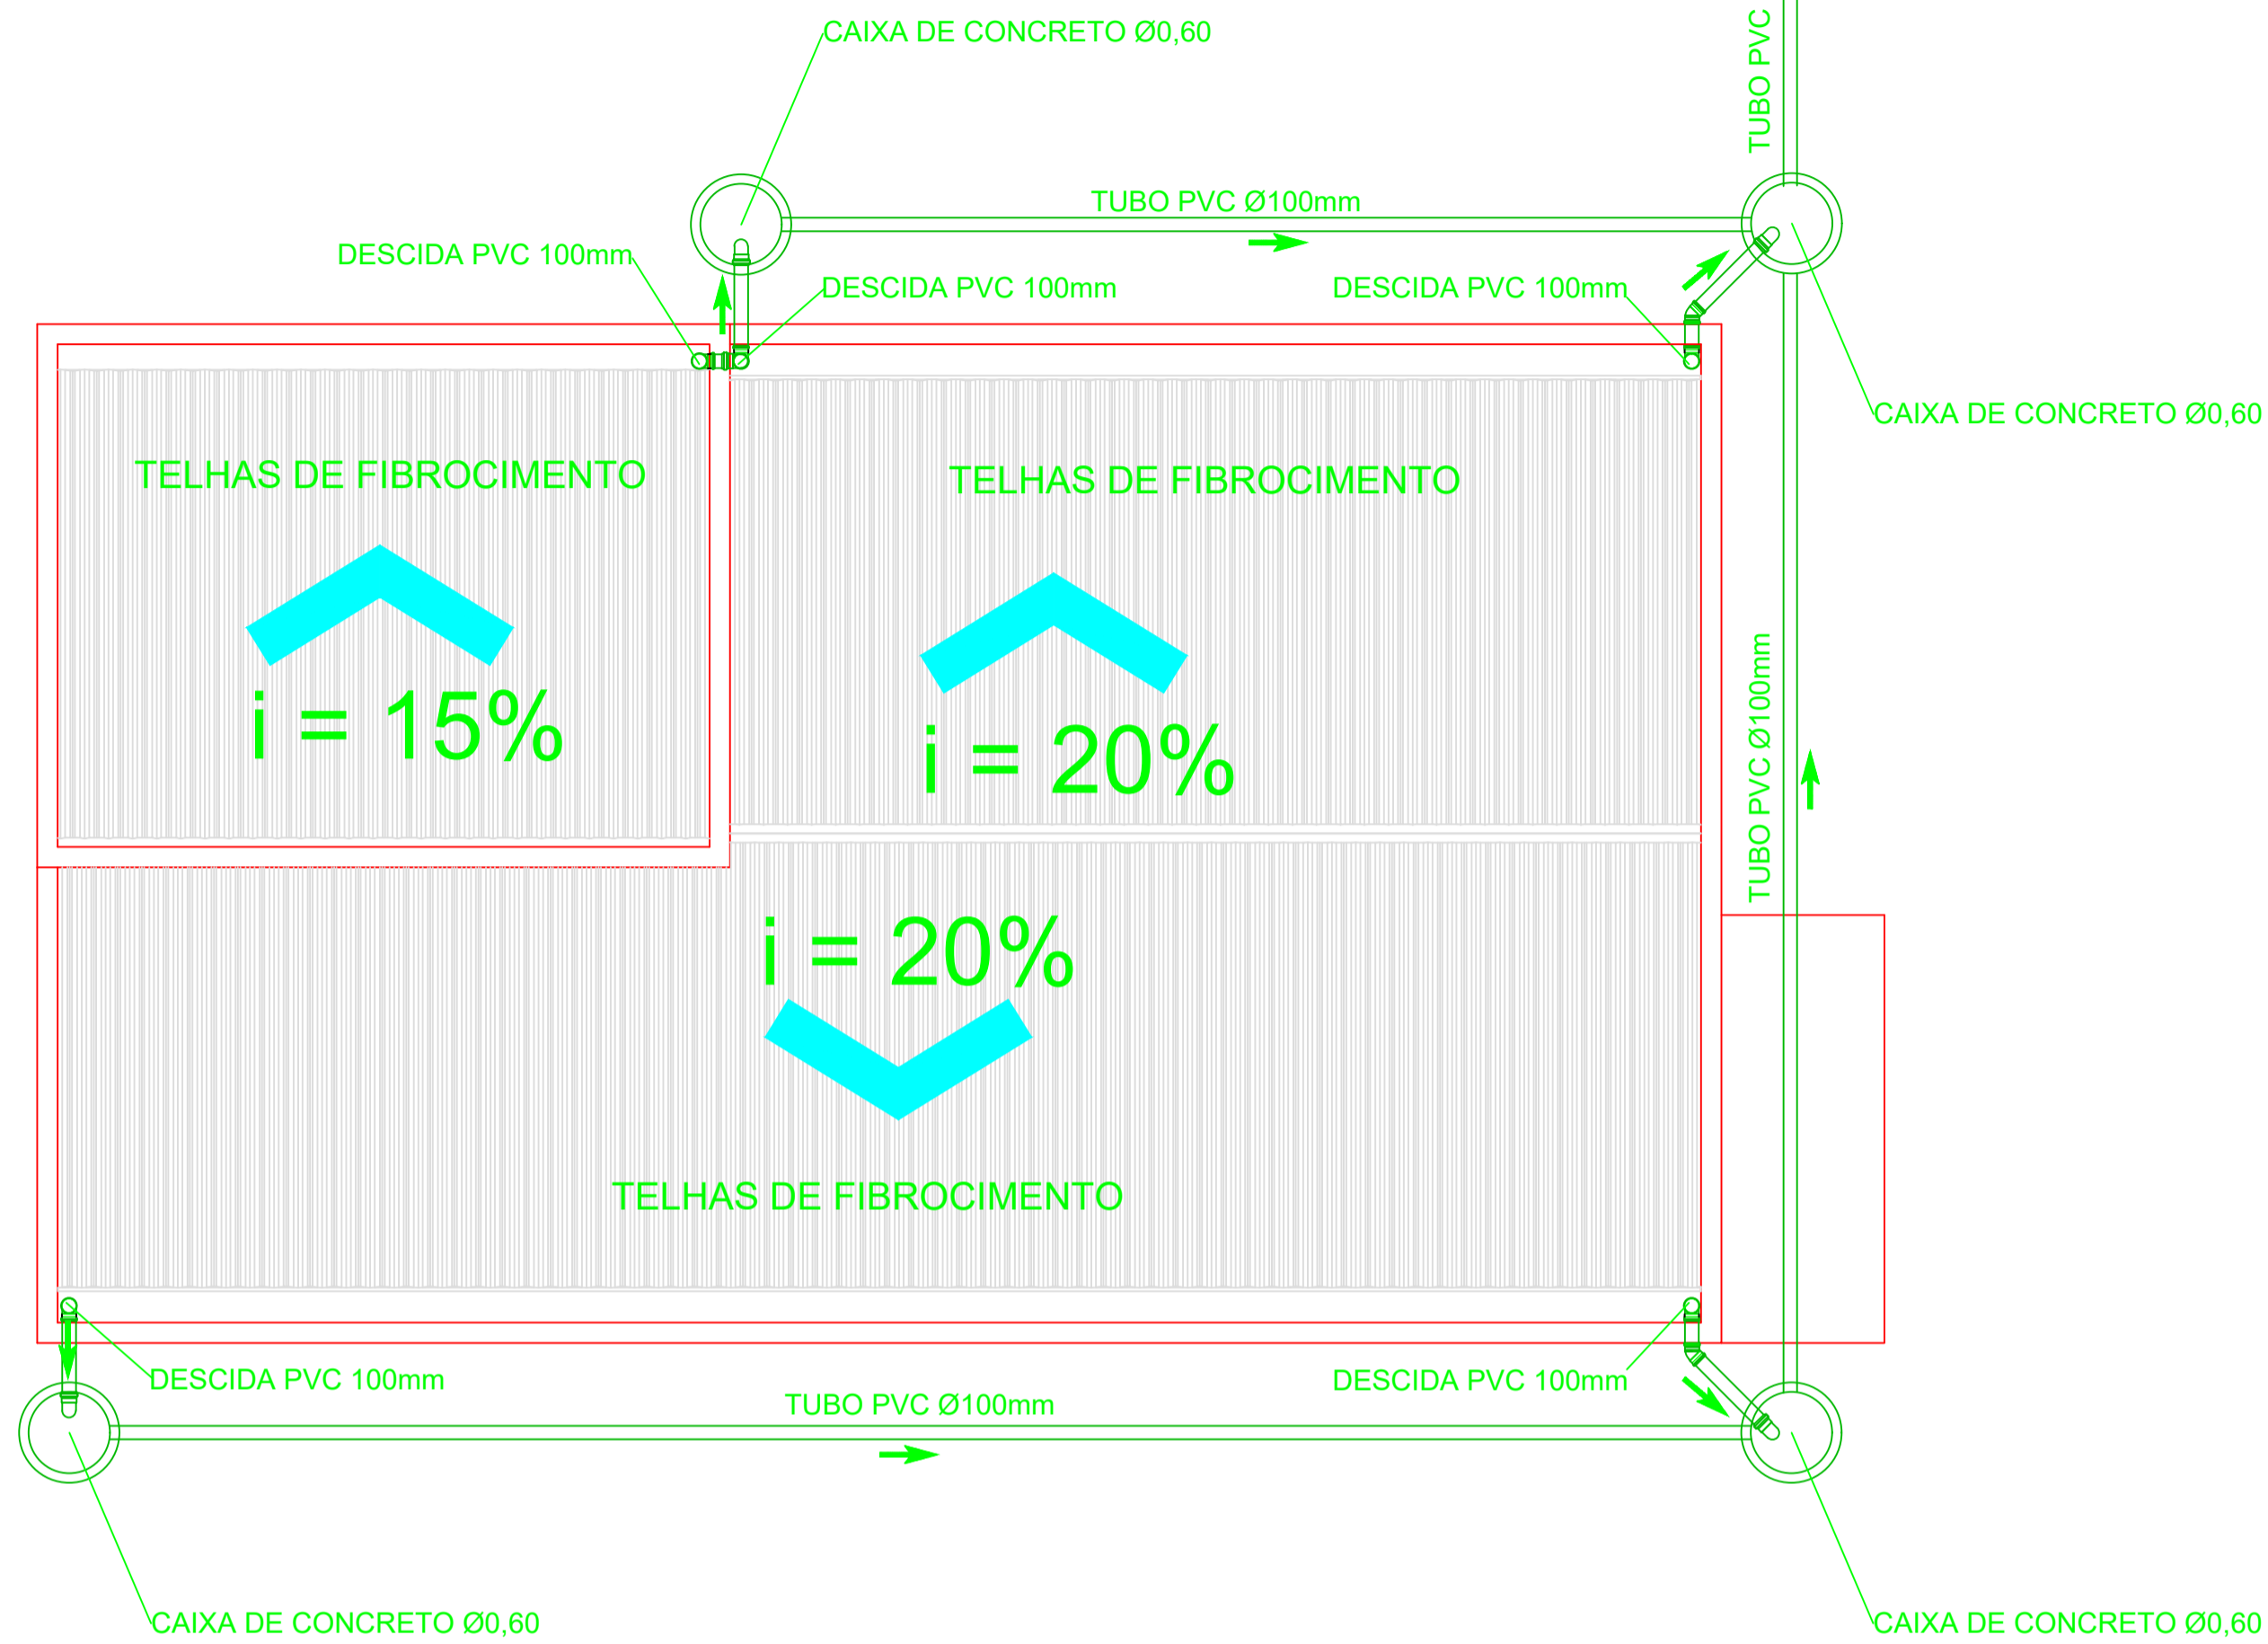 CAIXA DE CONCRETO Ø0,60
TUBO PVC
TUBO PVC Ø100mm
DESCIDA PVC 100mm
DESCIDA PVC 100mm
DESCIDA PVC 100mm
CAIXA DE CONCRETO Ø0,60
TELHAS DE FIBROCIMENTO
TELHAS DE FIBROCIMENTO
i = 15%
i = 20%
TUBO PVC Ø100mm
i = 20%
TELHAS DE FIBROCIMENTO
DESCIDA PVC 100mm
DESCIDA PVC 100mm
TUBO PVC Ø100mm
CAIXA DE CONCRETO Ø0,60
CAIXA DE CONCRETO Ø0,60